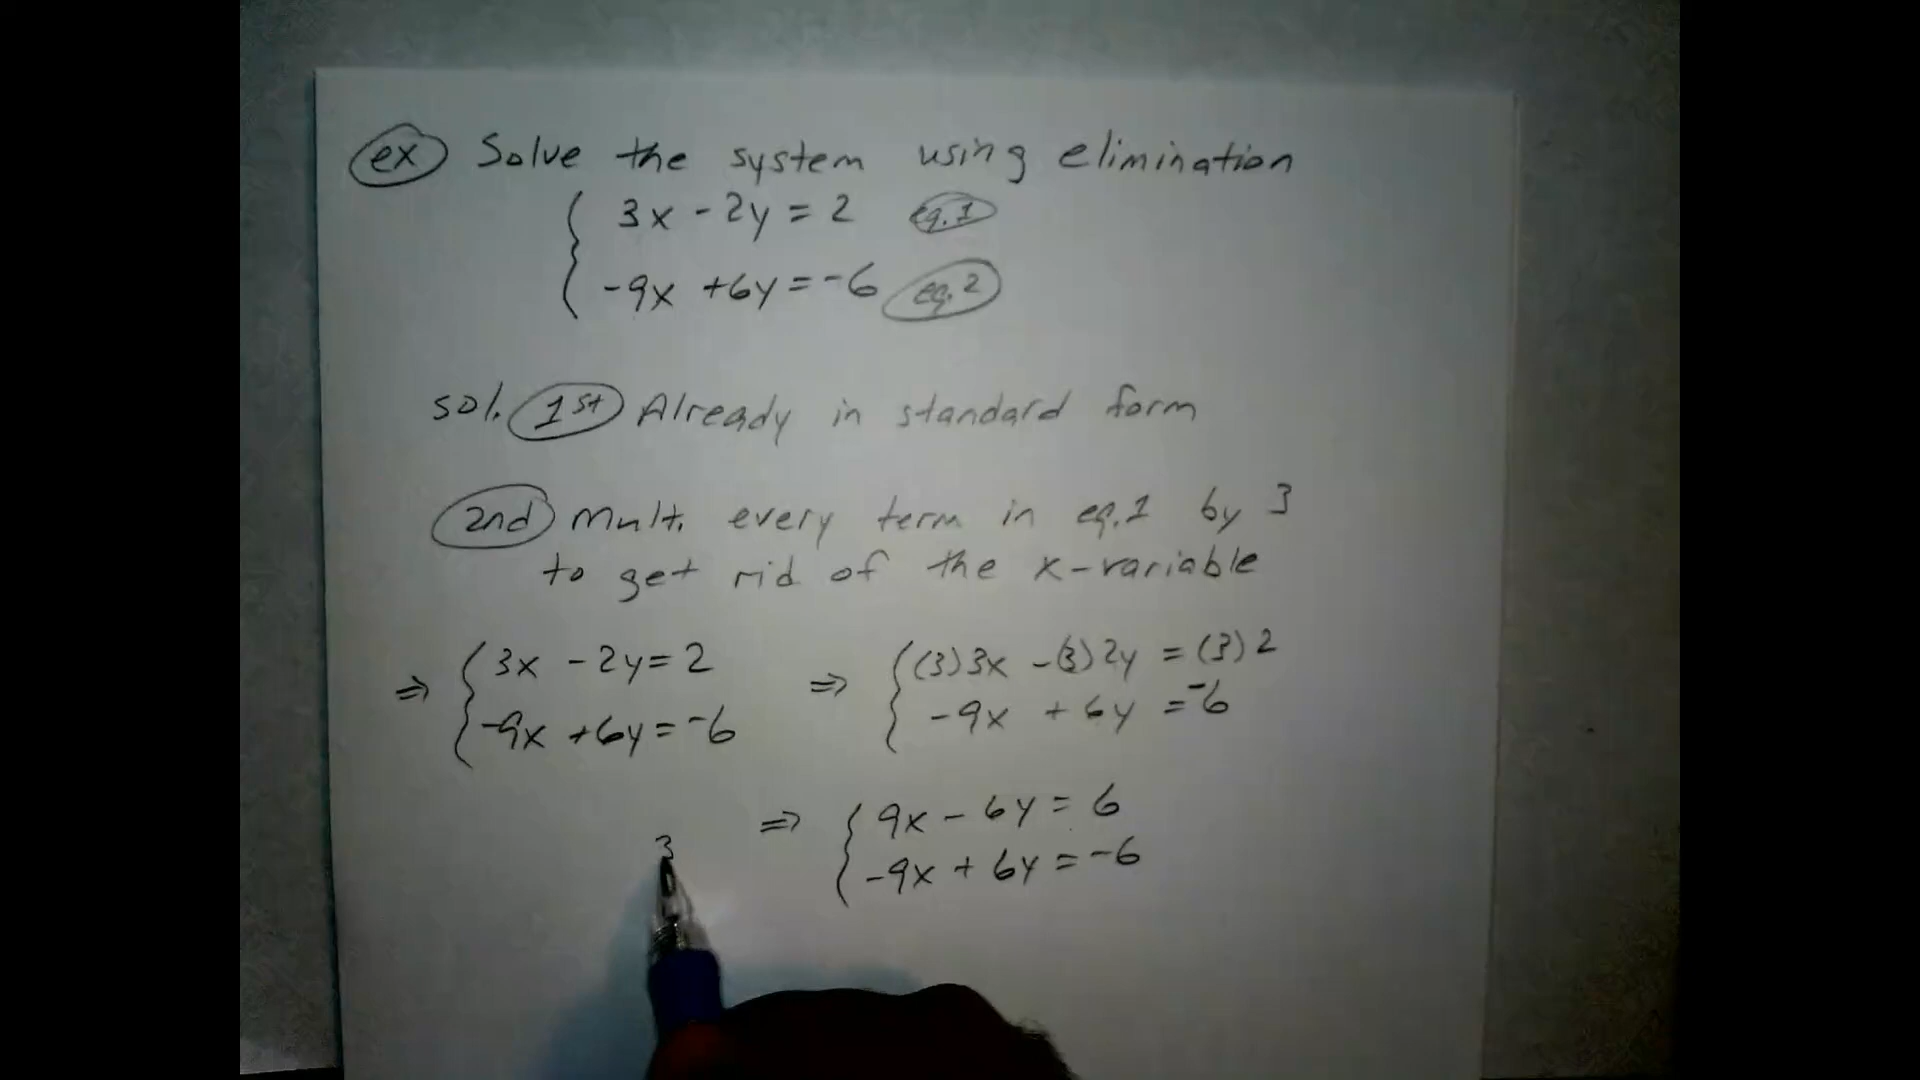 ex Solve the system using elimination
3x - 2y = 2 eq.1
-9x + 6y = -6 eq.2
sol. 1st Already in standard form
2nd Mult. every term in eq.1 by 3
to get rid of the x-variable
⇒ 3x - 2y = 2 ⇒ (3)3x - (3)2y = (3)2
-9x + 6y = -6 -9x + 6y = -6
⇒ 9x - 6y = 6
3 -9x + 6y = -6